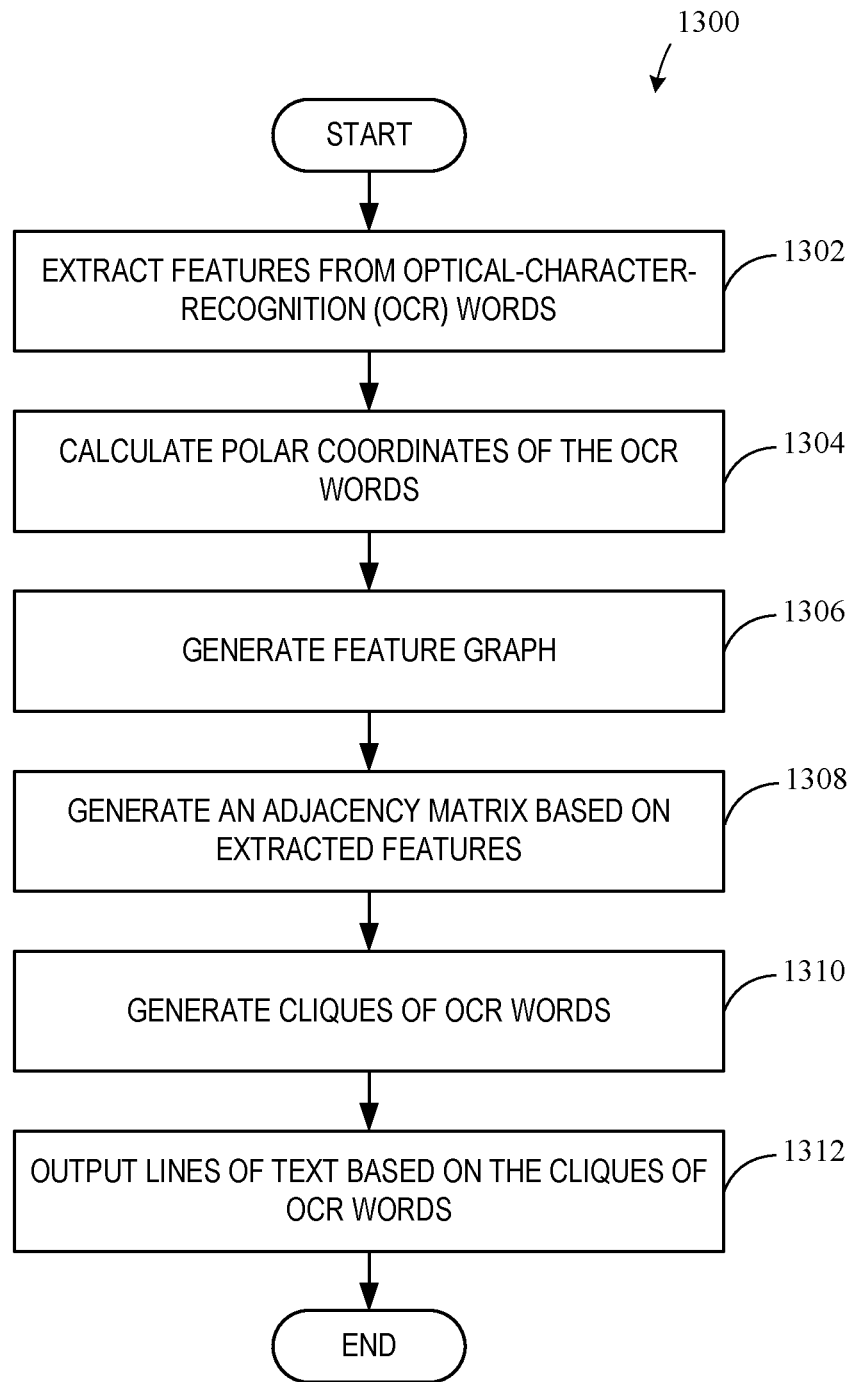 1300
START
EXTRACT FEATURES FROM OPTICAL-CHARACTER-
RECOGNITION (OCR) WORDS
1302
CALCULATE POLAR COORDINATES OF THE OCR
WORDS
1304
GENERATE FEATURE GRAPH
1306
GENERATE AN ADJACENCY MATRIX BASED ON
EXTRACTED FEATURES
1308
GENERATE CLIQUES OF OCR WORDS
1310
OUTPUT LINES OF TEXT BASED ON THE CLIQUES OF
OCR WORDS
1312
END